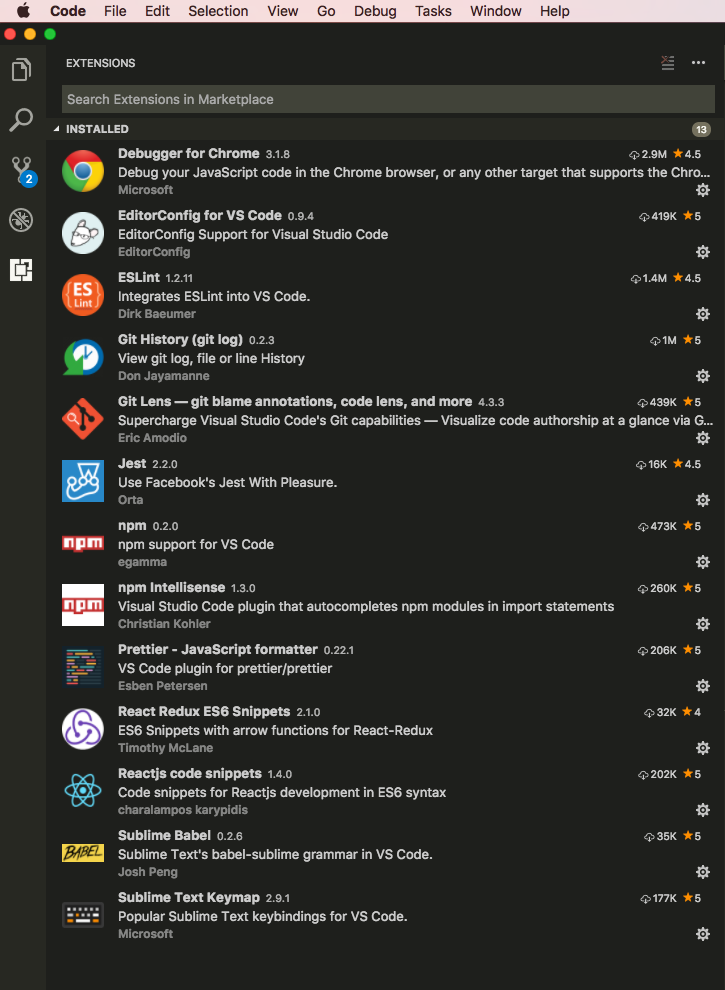 Code File Edit Selection View Go Debug Tasks Window Help
EXTENSIONS
Search Extensions in Marketplace
INSTALLED 13
2
Debugger for Chrome 3.1.8 2.9M 4.5
Debug your JavaScript code in the Chrome browser, or any other target that supports the Chro...
Microsoft
EditorConfig for VS Code 0.9.4 419K 5
EditorConfig Support for Visual Studio Code
EditorConfig
ES
Lint
ESLint 1.2.11 1.4M 4.5
Integrates ESLint into VS Code.
Dirk Baeumer
Git History (git log) 0.2.3 1M 5
View git log, file or line History
Don Jayamanne
Git Lens — git blame annotations, code lens, and more 4.3.3 439K 5
Supercharge Visual Studio Code's Git capabilities — Visualize code authorship at a glance via G...
Eric Amodio
Jest 2.2.0 16K 4.5
Use Facebook's Jest With Pleasure.
Orta
npm 0.2.0 473K 5
npm
npm support for VS Code
egamma
npm Intellisense 1.3.0 260K 5
npm
Visual Studio Code plugin that autocompletes npm modules in import statements
Christian Kohler
Prettier - JavaScript formatter 0.22.1 206K 5
VS Code plugin for prettier/prettier
Esben Petersen
React Redux ES6 Snippets 2.1.0 32K 4
ES6 Snippets with arrow functions for React-Redux
Timothy McLane
Reactjs code snippets 1.4.0 202K 5
Code snippets for Reactjs development in ES6 syntax
charalampos karypidis
Sublime Babel 0.2.6 35K 5
BABEL
Sublime Text's babel-sublime grammar in VS Code.
Josh Peng
Sublime Text Keymap 2.9.1 177K 5
Popular Sublime Text keybindings for VS Code.
Microsoft